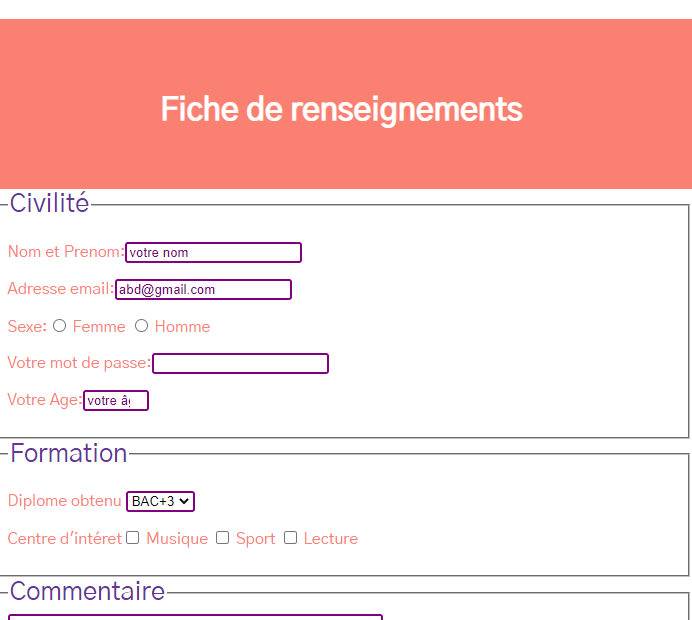 Fiche de renseignements
Civilité
Nom et Prenom: votre nom
Adresse email: abd@gmail.com
Sexe: Femme Homme
Votre mot de passe:
Votre Age: votre âg
Formation
Diplome obtenu BAC+3
Centre d'intéret Musique Sport Lecture
Commentaire